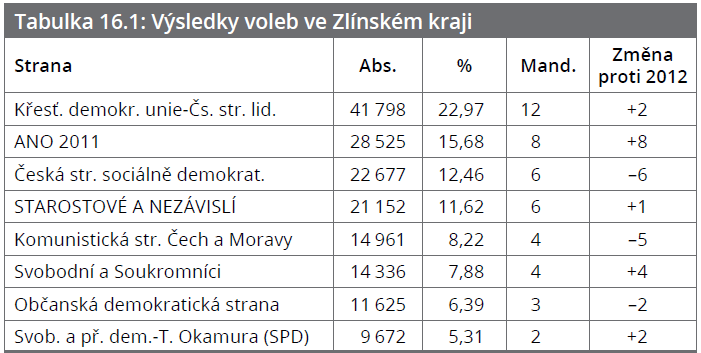 Tabulka 16.1: Výsledky voleb ve Zlínském kraji
Strana Abs. % Mand. Změna proti 2012
Křesť. demokr. unie-Čs. str. lid. 41 798 22,97 12 +2
ANO 2011 28 525 15,68 8 +8
Česká str. sociálně demokrat. 22 677 12,46 6 –6
STAROSTOVÉ A NEZÁVISLÍ 21 152 11,62 6 +1
Komunistická str. Čech a Moravy 14 961 8,22 4 –5
Svobodní a Soukromníci 14 336 7,88 4 +4
Občanská demokratická strana 11 625 6,39 3 –2
Svob. a př. dem.-T. Okamura (SPD) 9 672 5,31 2 +2